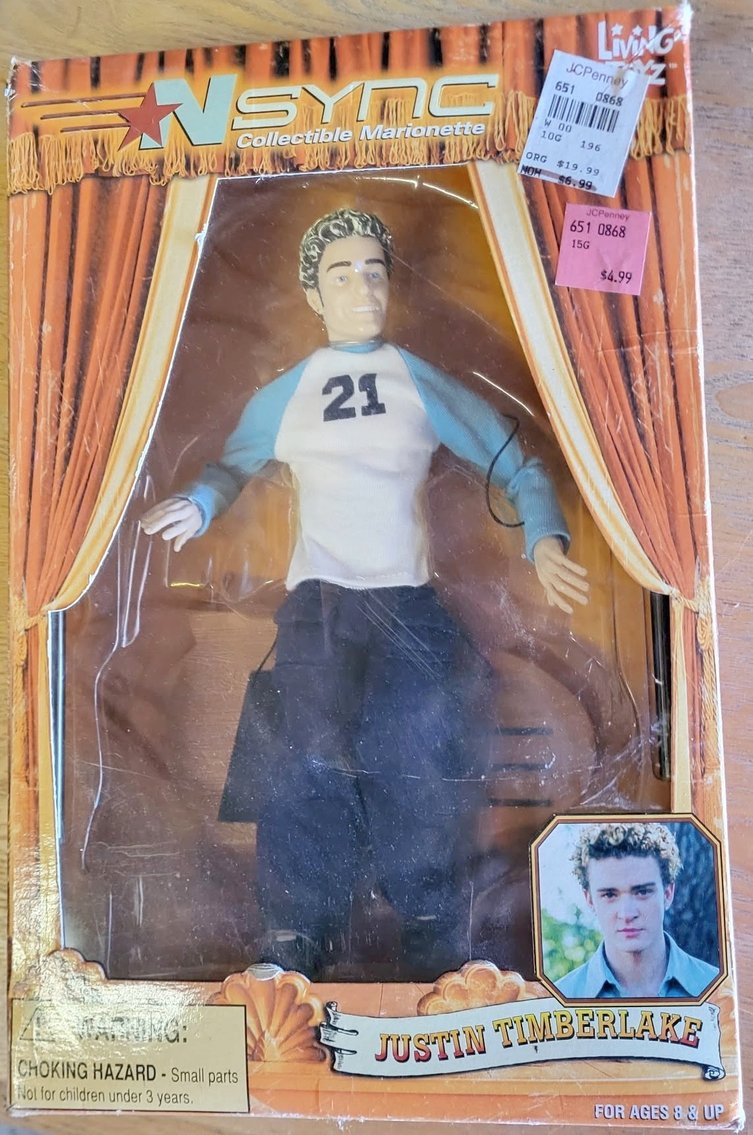 LiViNG
TOYZ™
NSYNC
Collectible Marionette
JCPenney
651 0868
W 00
10G 196
ORG $19.99
NOW $6.99
JCPenney
651 0868
15G
$4.99
21
WARNING:
CHOKING HAZARD - Small parts
Not for children under 3 years.
JUSTIN TIMBERLAKE
FOR AGES 8 & UP